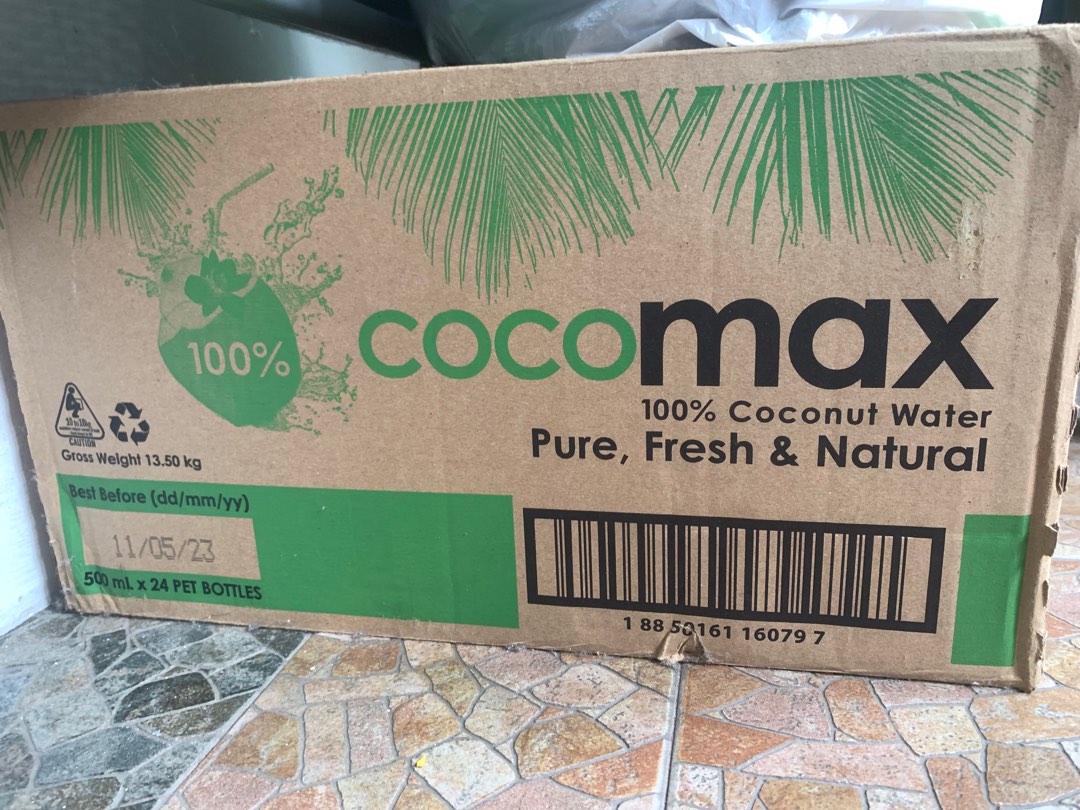 100%
cocomax
100% Coconut Water
Pure, Fresh & Natural
CAUTION
Gross Weight 13.50 kg
Best Before (dd/mm/yy)
11/05/23
500 ml. x 24 PET BOTTLES
1 88 50161 16079 7